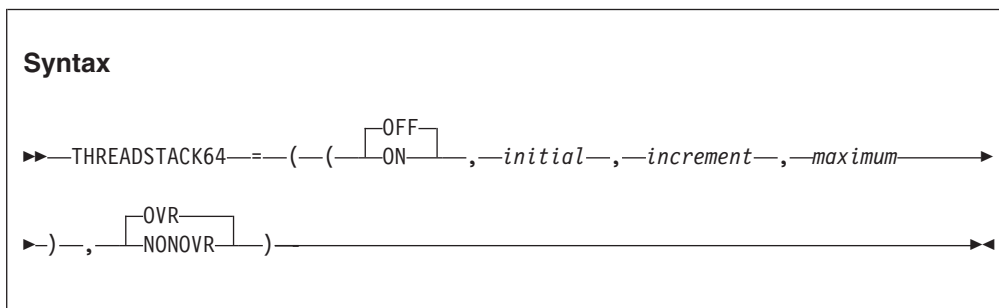 Syntax
OFF
THREADSTACK64 = ( ( ON , initial , increment , maximum
OVR
) , NONOVR )